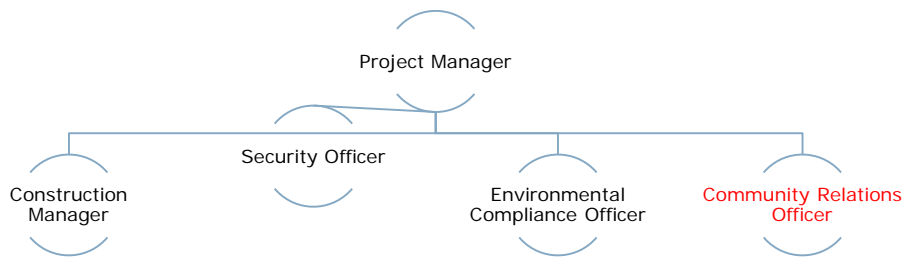 Project Manager
Security Officer
Construction
Manager
Environmental
Compliance Officer
Community Relations
Officer